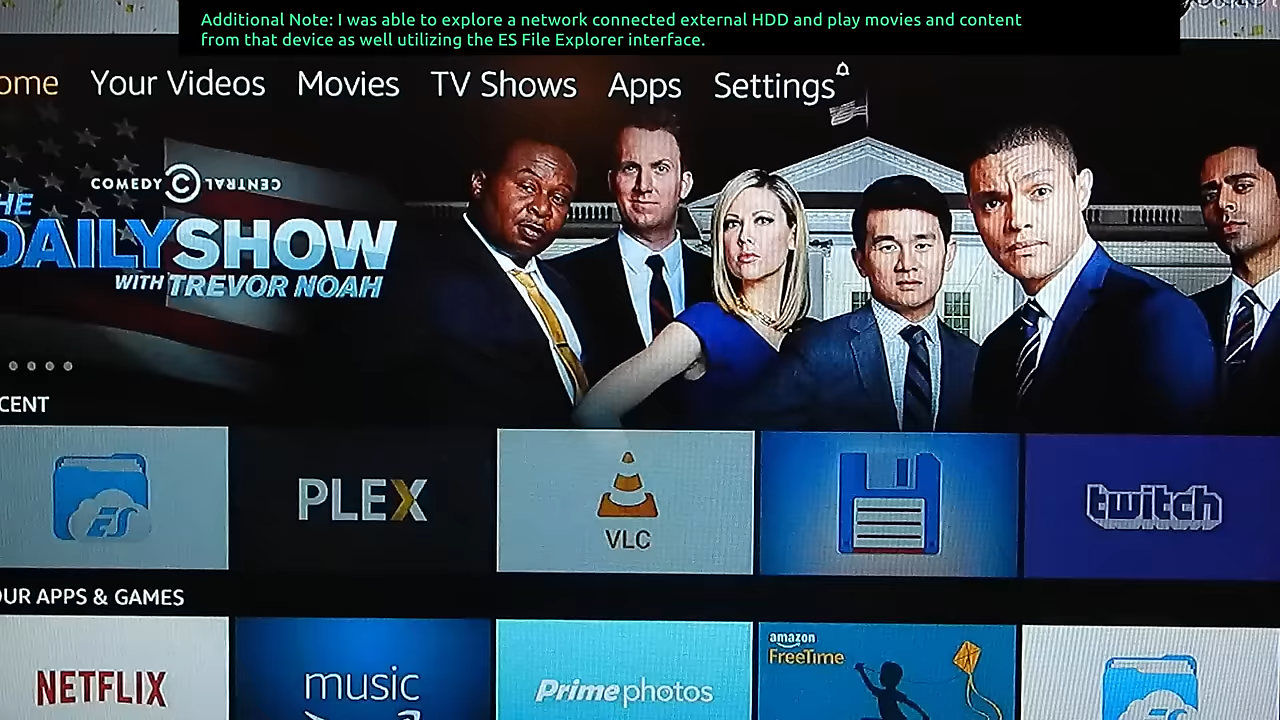 Additional Note: I was able to explore a network connected external HDD and play movies and content
from that device as well utilizing the ES File Explorer interface.
ome Your Videos Movies TV Shows Apps Settings
COMEDY CENTRAL
HE
DAILYSHOW
WITH TREVOR NOAH
CENT
ES
PLEX
VLC
twitch
OUR APPS & GAMES
NETFLIX
music
Prime photos
amazon
FreeTime
ES